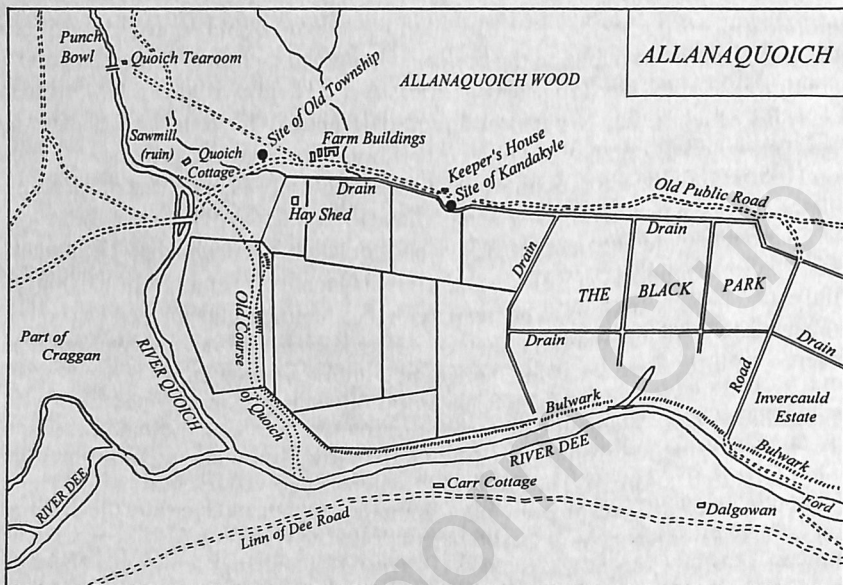 ALLANAQUOICH
Punch
Bowl
Quoich Tearoom
Site of Old Township
ALLANAQUOICH WOOD
Sawmill
(ruin)
Quoich
Cottage
Farm Buildings
Keeper's House
Site of Kandakyle
Drain
Old Public Road
Hay Shed
Drain
Drain
THE BLACK PARK
Old Course
of Quoich
Part of
Craggan
RIVER QUOICH
Drain
Drain
Road
Invercauld
Estate
Bulwark
Bulwark
RIVER DEE
RIVER DEE
Carr Cottage
Ford
Dalgowan
Linn of Dee Road
gorm Club